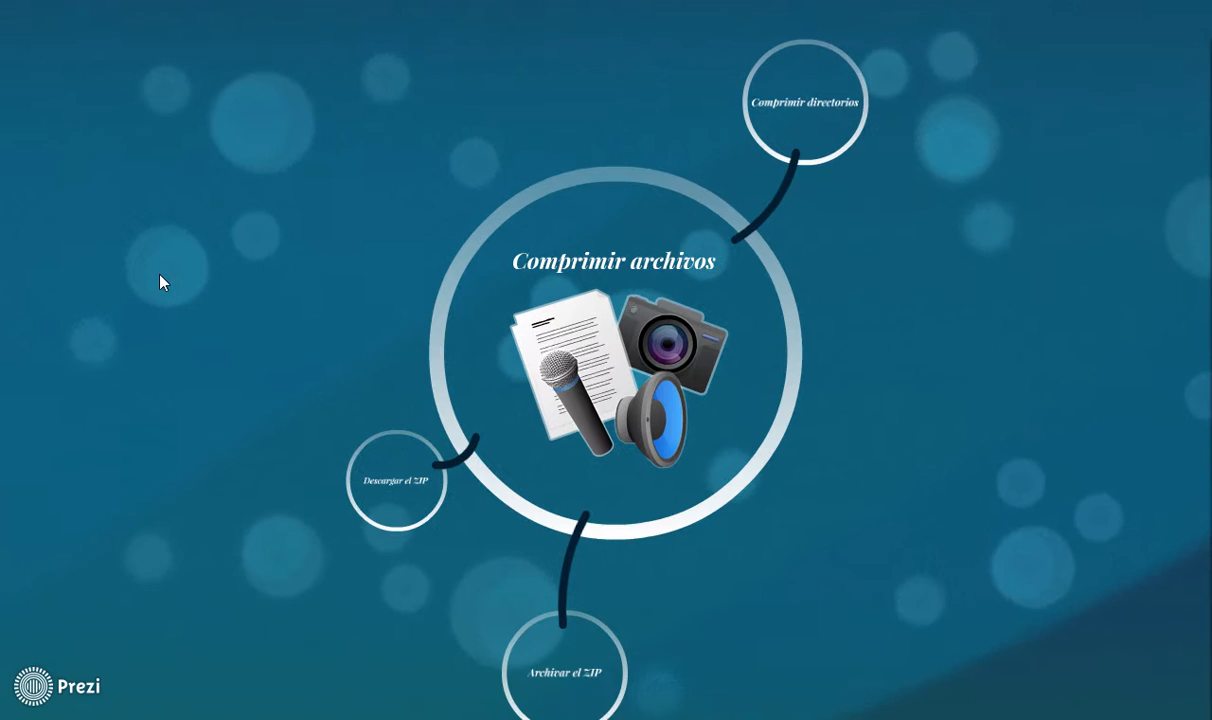 Comprimir directorios
Comprimir archivos
Descargar el ZIP
Archivar el ZIP
Prezi